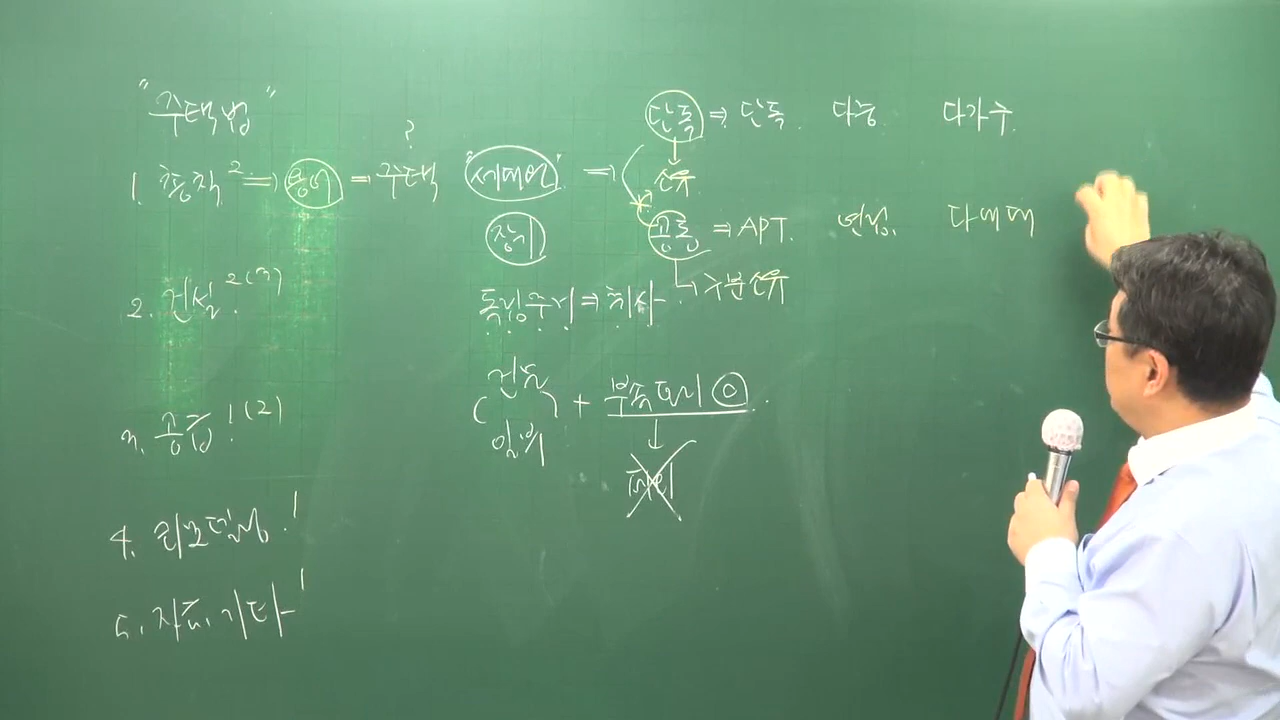 "주택법"
1. 총칙 2 ⇒ 용어 = 주택 ?
2. 건설. 2(3)
3. 공급! (2)
4. 리모델링. 1
5. 자금. 기타 1
"세대원" ⇒
장기
독립주거 ⇒ 취사
( 건축 일부 ) + 부속토지 ◎.
단독 ⇒ 단독. 다중. 다가구.
소유
공동 ⇒ APT. 연립. 다세대
구분소유